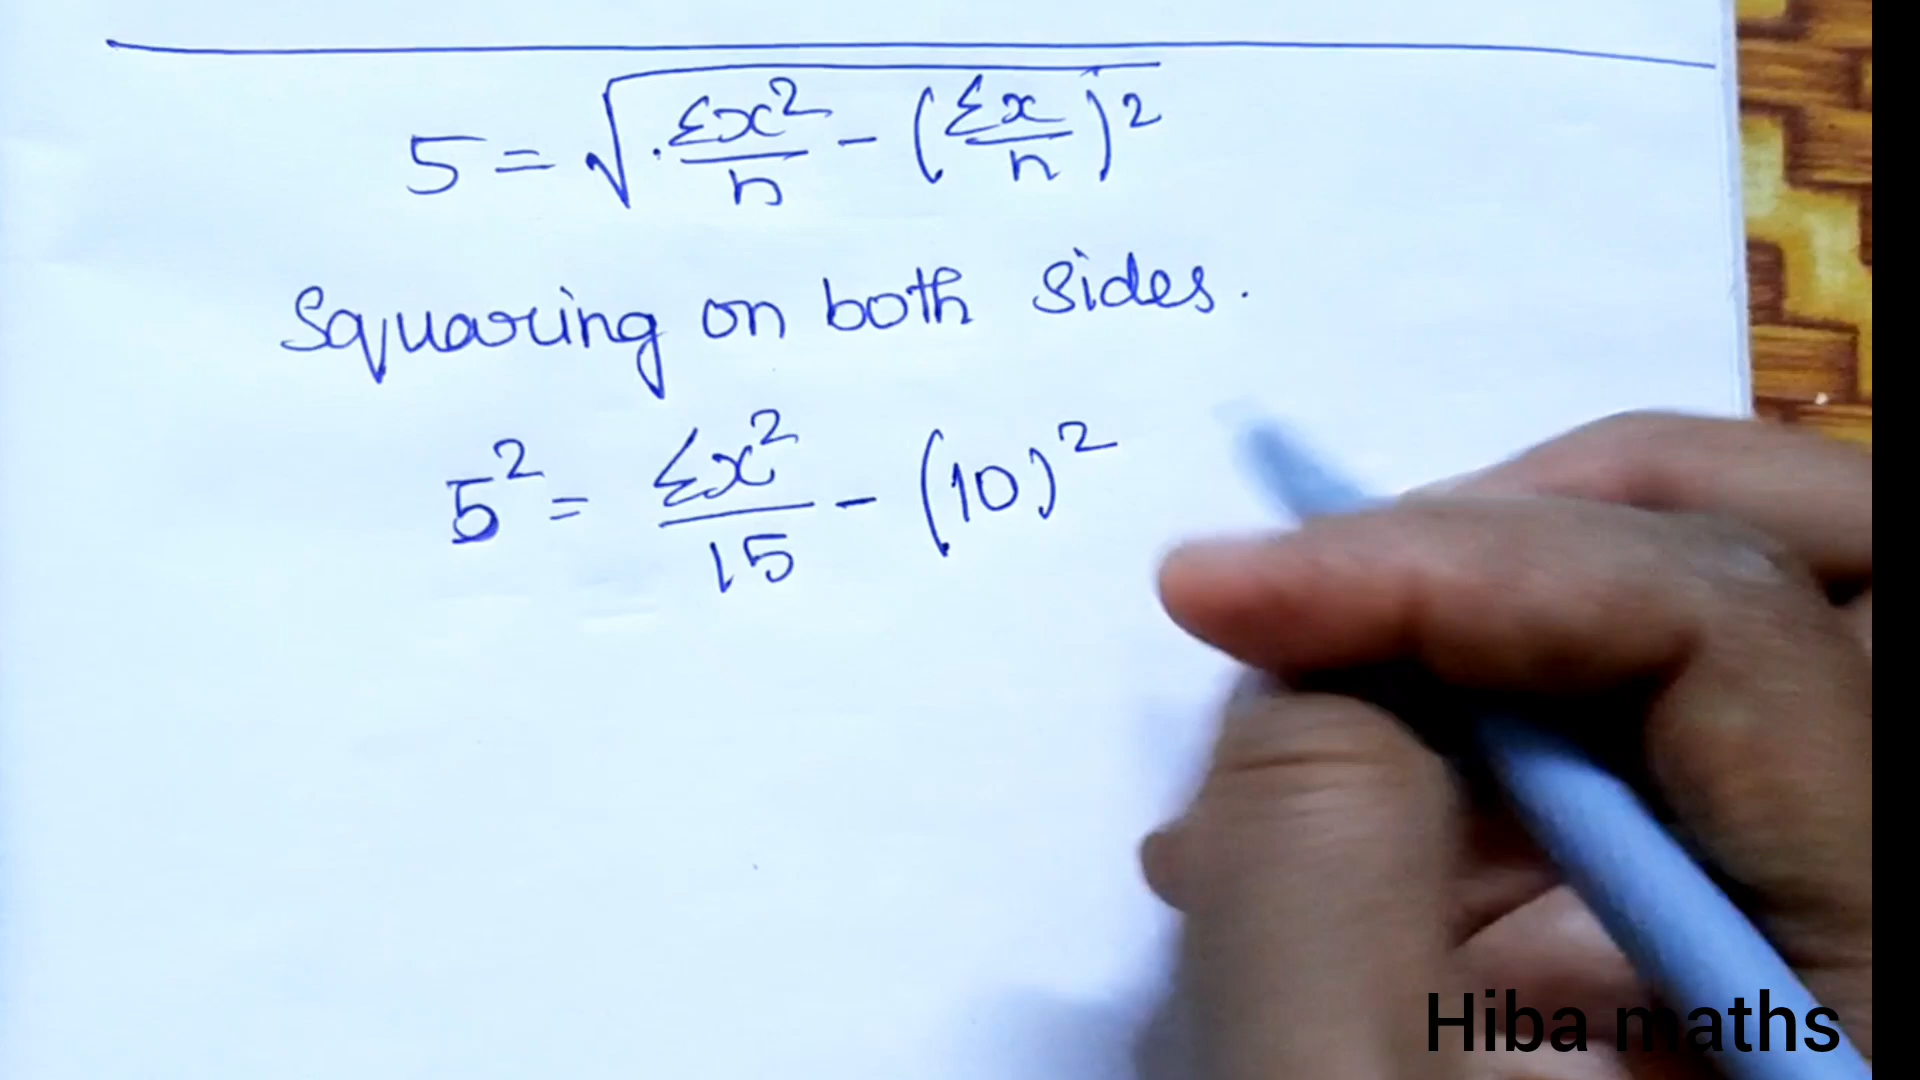 5 = √Σx²/n - (Σx/n)²
Squaring on both sides.
5² = Σx²/15 - (10)²
Hiba maths